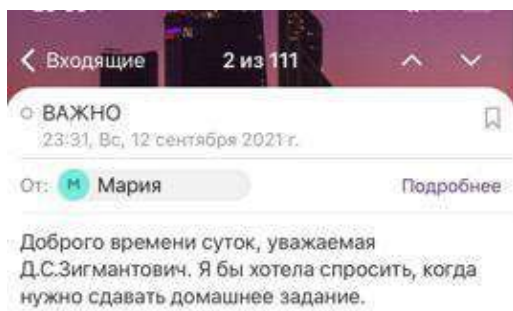 Входящие 2 из 111
ВАЖНО
23:31, Вс, 12 сентября 2021 г.
От: М Мария Подробнее
Доброго времени суток, уважаемая
Д.С.Зигмантович. Я бы хотела спросить, когда
нужно сдавать домашнее задание.